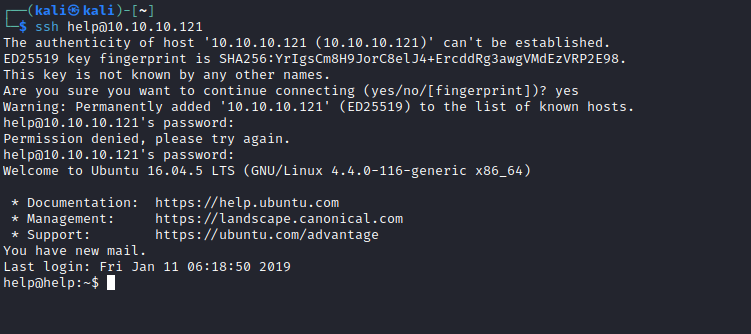 ┌──(kali㉿kali)-[~]
└─$ ssh help@10.10.10.121
The authenticity of host '10.10.10.121 (10.10.10.121)' can't be established.
ED25519 key fingerprint is SHA256:YrIgsCm8H9JorC8elJ4+ErcddRg3awgVMdEzVRP2E98.
This key is not known by any other names.
Are you sure you want to continue connecting (yes/no/[fingerprint])? yes
Warning: Permanently added '10.10.10.121' (ED25519) to the list of known hosts.
help@10.10.10.121's password:
Permission denied, please try again.
help@10.10.10.121's password:
Welcome to Ubuntu 16.04.5 LTS (GNU/Linux 4.4.0-116-generic x86_64)

 * Documentation:  https://help.ubuntu.com
 * Management:     https://landscape.canonical.com
 * Support:        https://ubuntu.com/advantage
You have new mail.
Last login: Fri Jan 11 06:18:50 2019
help@help:~$